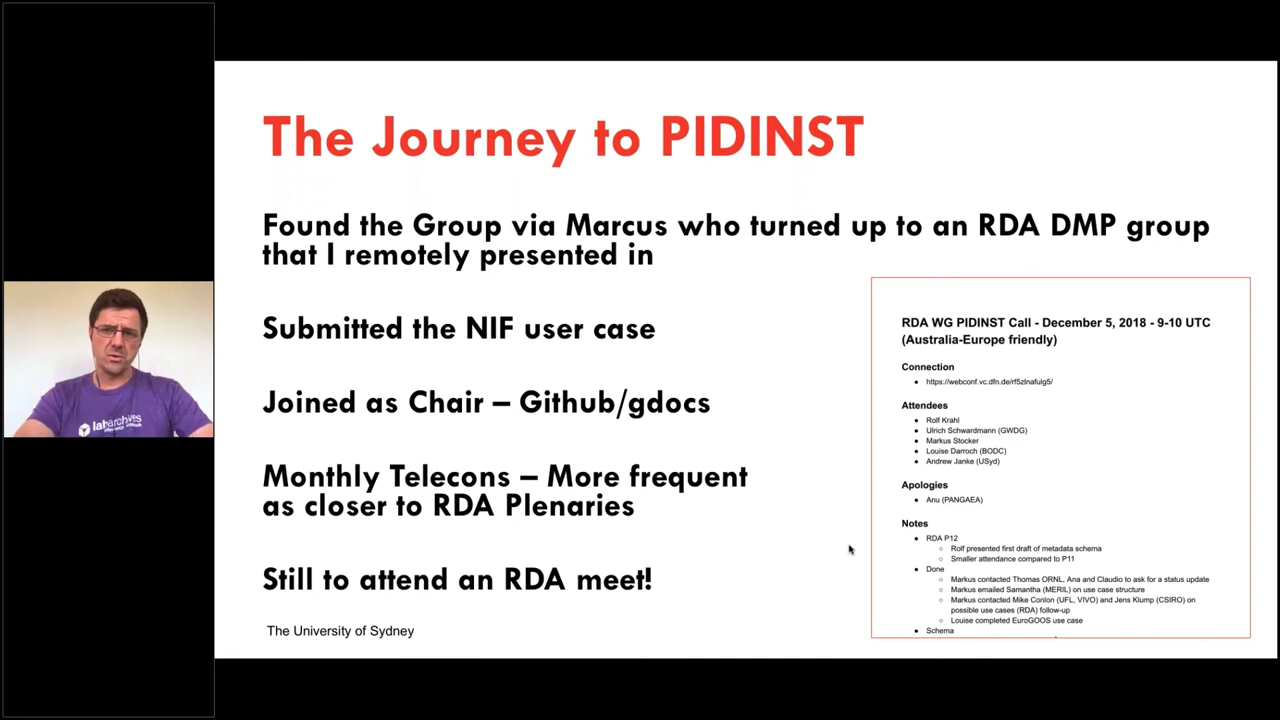 The Journey to PIDINST
Found the Group via Marcus who turned up to an RDA DMP group
that I remotely presented in
Submitted the NIF user case
Joined as Chair – Github/gdocs
Monthly Telecons – More frequent
as closer to RDA Plenaries
Still to attend an RDA meet!
The University of Sydney
RDA WG PIDINST Call - December 5, 2018 - 9-10 UTC
(Australia-Europe friendly)
Connection
Attendees
Rolf Krahl
Ulrich Schwardmann (GWDG)
Markus Stocker
Louise Darroch (BODC)
Andrew Janke (USyd)
Apologies
Anu (PANGAEA)
Notes
RDA P12
Rolf presented first draft of metadata schema
Smaller attendance compared to P11
Done
Markus contacted Thomas ORNL, Ana and Claudio to ask for a status update
Markus emailed Samantha (MERIL) on use case structure
Markus contacted Mike Conlon (UFL, VIVO) and Jens Klump (CSIRO) on
possible use cases (RDA) follow-up
Louise completed EuroGOOS use case
Schema
labarchives